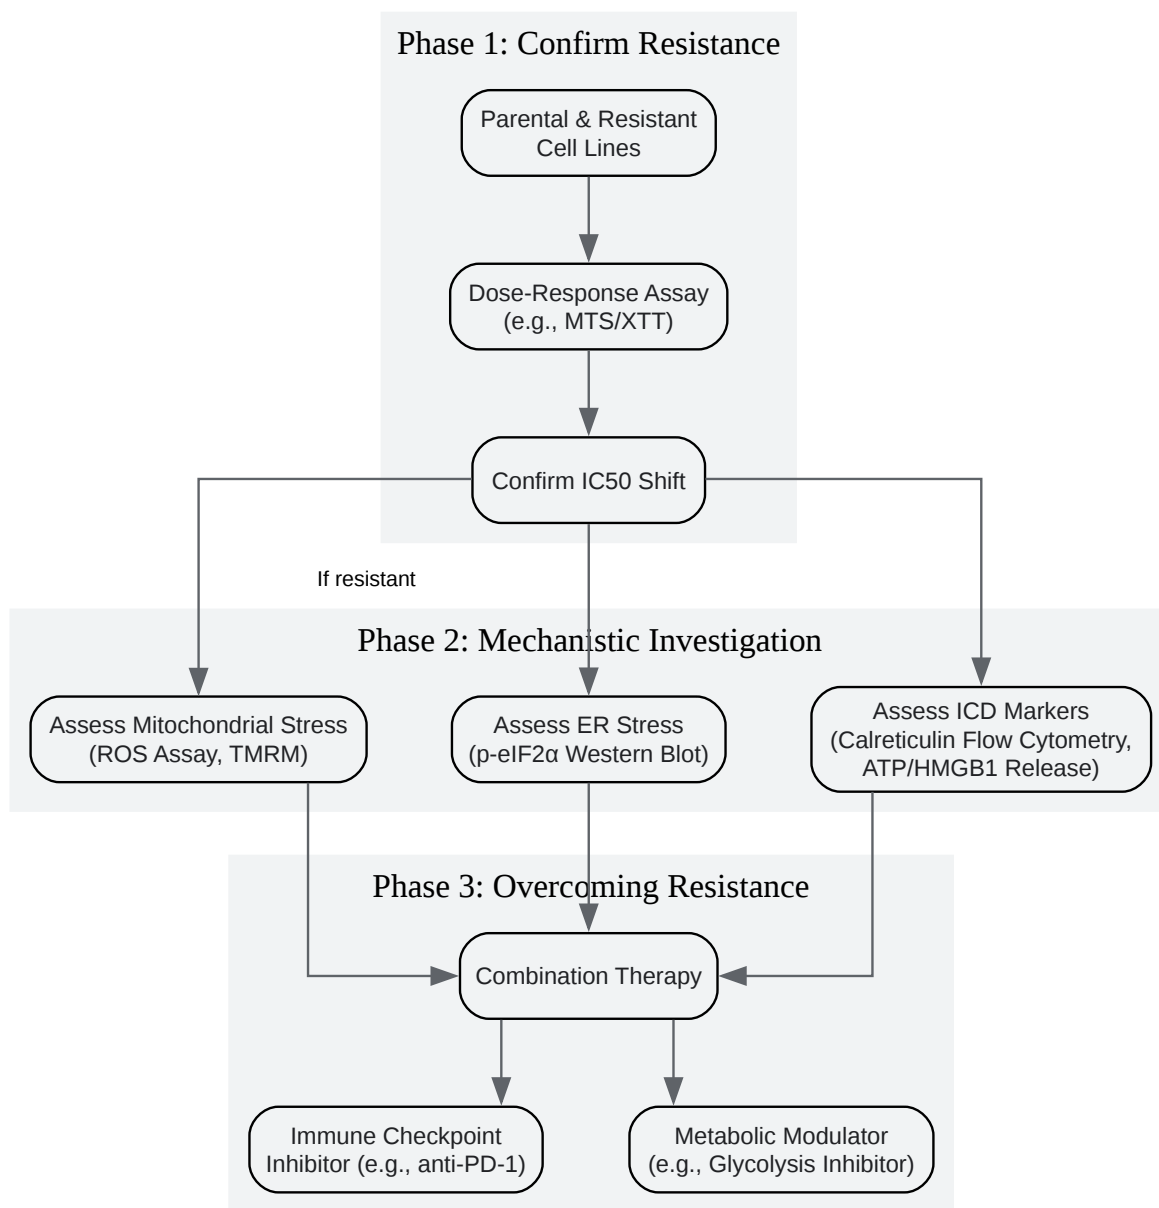 Phase 1: Confirm Resistance
Parental & Resistant
Cell Lines
Dose-Response Assay
(e.g., MTS/XTT)
Confirm IC50 Shift
If resistant
Phase 2: Mechanistic Investigation
Assess Mitochondrial Stress
(ROS Assay, TMRM)
Assess ER Stress
(p-eIF2α Western Blot)
Assess ICD Markers
(Calreticulin Flow Cytometry,
ATP/HMGB1 Release)
Phase 3: Overcoming Resistance
Combination Therapy
Immune Checkpoint
Inhibitor (e.g., anti-PD-1)
Metabolic Modulator
(e.g., Glycolysis Inhibitor)